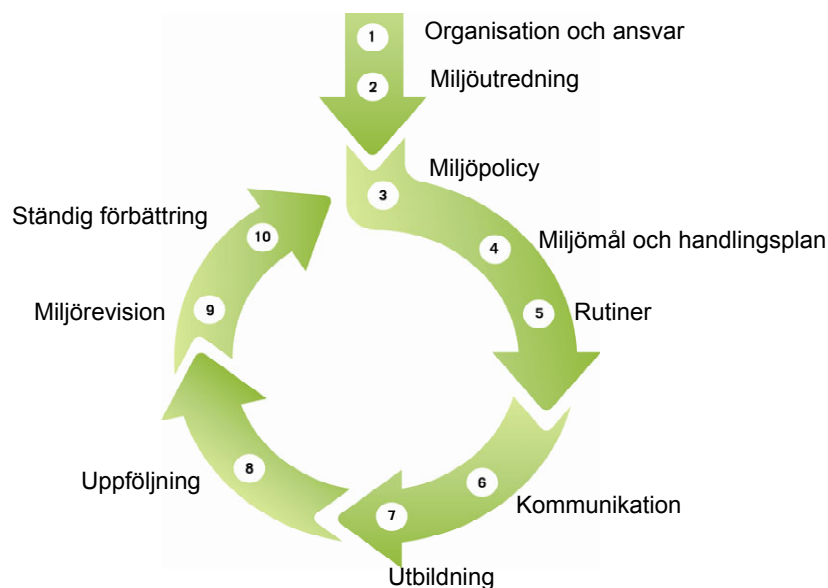 1 Organisation och ansvar
2 Miljöutredning
3 Miljöpolicy
4 Miljömål och handlingsplan
5 Rutiner
6 Kommunikation
7 Utbildning
8 Uppföljning
9 Miljörevision
10 Ständig förbättring